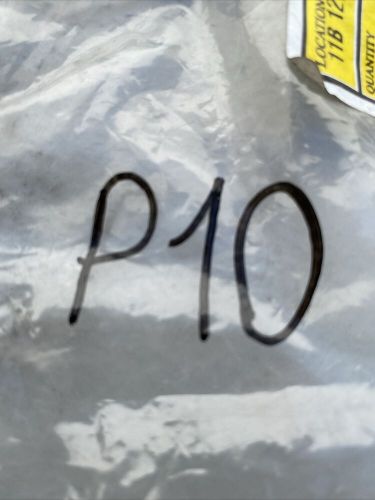 LOCATION
11B 12
QUANTITY
P10